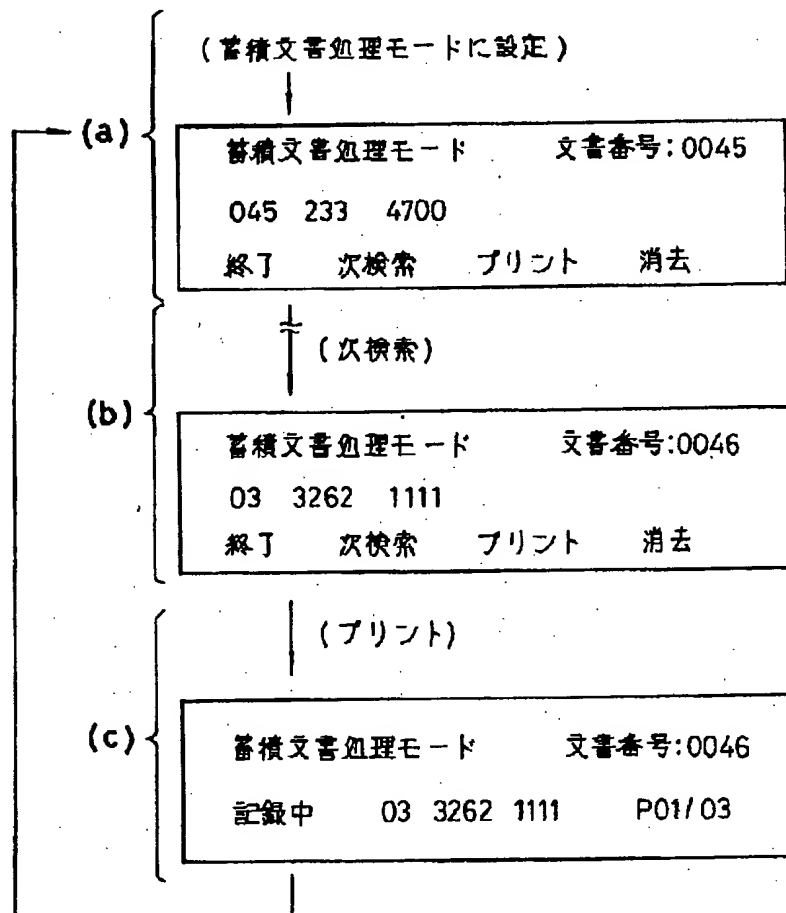 (蓄積文書処理モードに設定)
(a)
蓄積文書処理モード 文書番号:0045
045 233 4700
終了 次検索 プリント 消去
(次検索)
(b)
蓄積文書処理モード 文書番号:0046
03 3262 1111
終了 次検索 プリント 消去
(プリント)
(c)
蓄積文書処理モード 文書番号:0046
記録中 03 3262 1111 P01/03